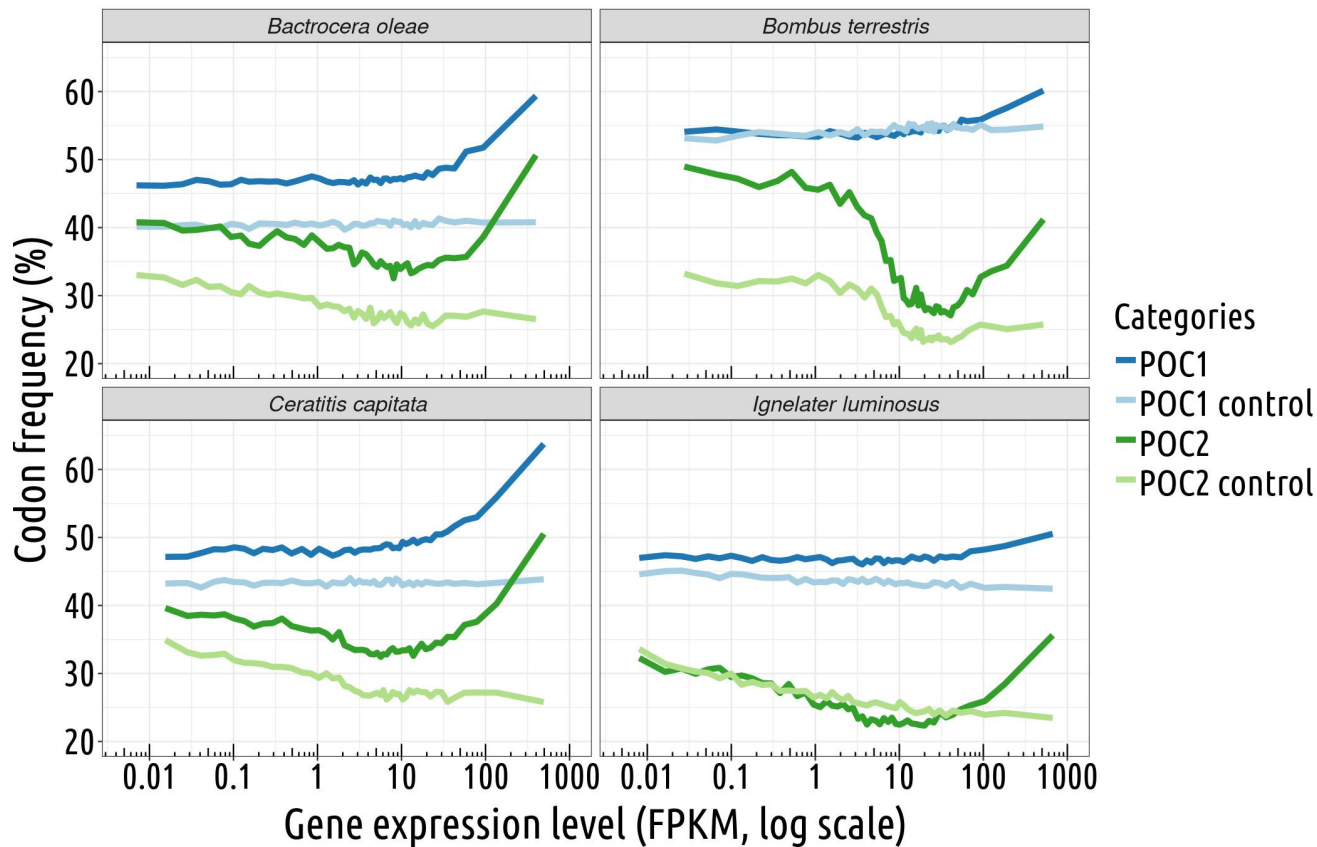 Bactrocera oleae
Bombus terrestris
60
50
40
30
20
Ceratitis capitata
Ignelater luminosus
60
50
40
30
20
0.01 0.1 1 10 100 1000
0.01 0.1 1 10 100 1000
Codon frequency (%)
Gene expression level (FPKM, log scale)
Categories
POC1
POC1 control
POC2
POC2 control